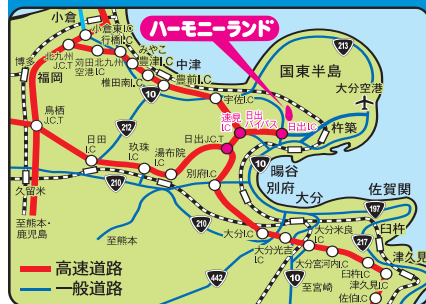 小倉
ハーモニーランド
小倉東I.C
行橋I.C
みやこ
豊津I.C
博多
北九州
J.C.T
苅田
北九州
空港I.C
福岡
椎田南I.C
豊前I.C
中津
10
宇佐I.C
213
国東半島
大分空港
鳥栖
J.C.T
212
速見
I.C
日出
バイパス
日出I.C
杵築
日田
I.C
玖珠
I.C
湯布院
I.C
日出J.C.T
別府I.C
10
暘谷
別府
大分
佐賀関
久留米
210
210
197
至熊本・
鹿児島
至熊本
大分I.C
大分光吉
I.C
大分米良
I.C
217
臼杵
津久見
大分宮河内I.C
臼杵I.C
津久見I.C
442
10
至宮崎
佐伯I.C
高速道路
一般道路